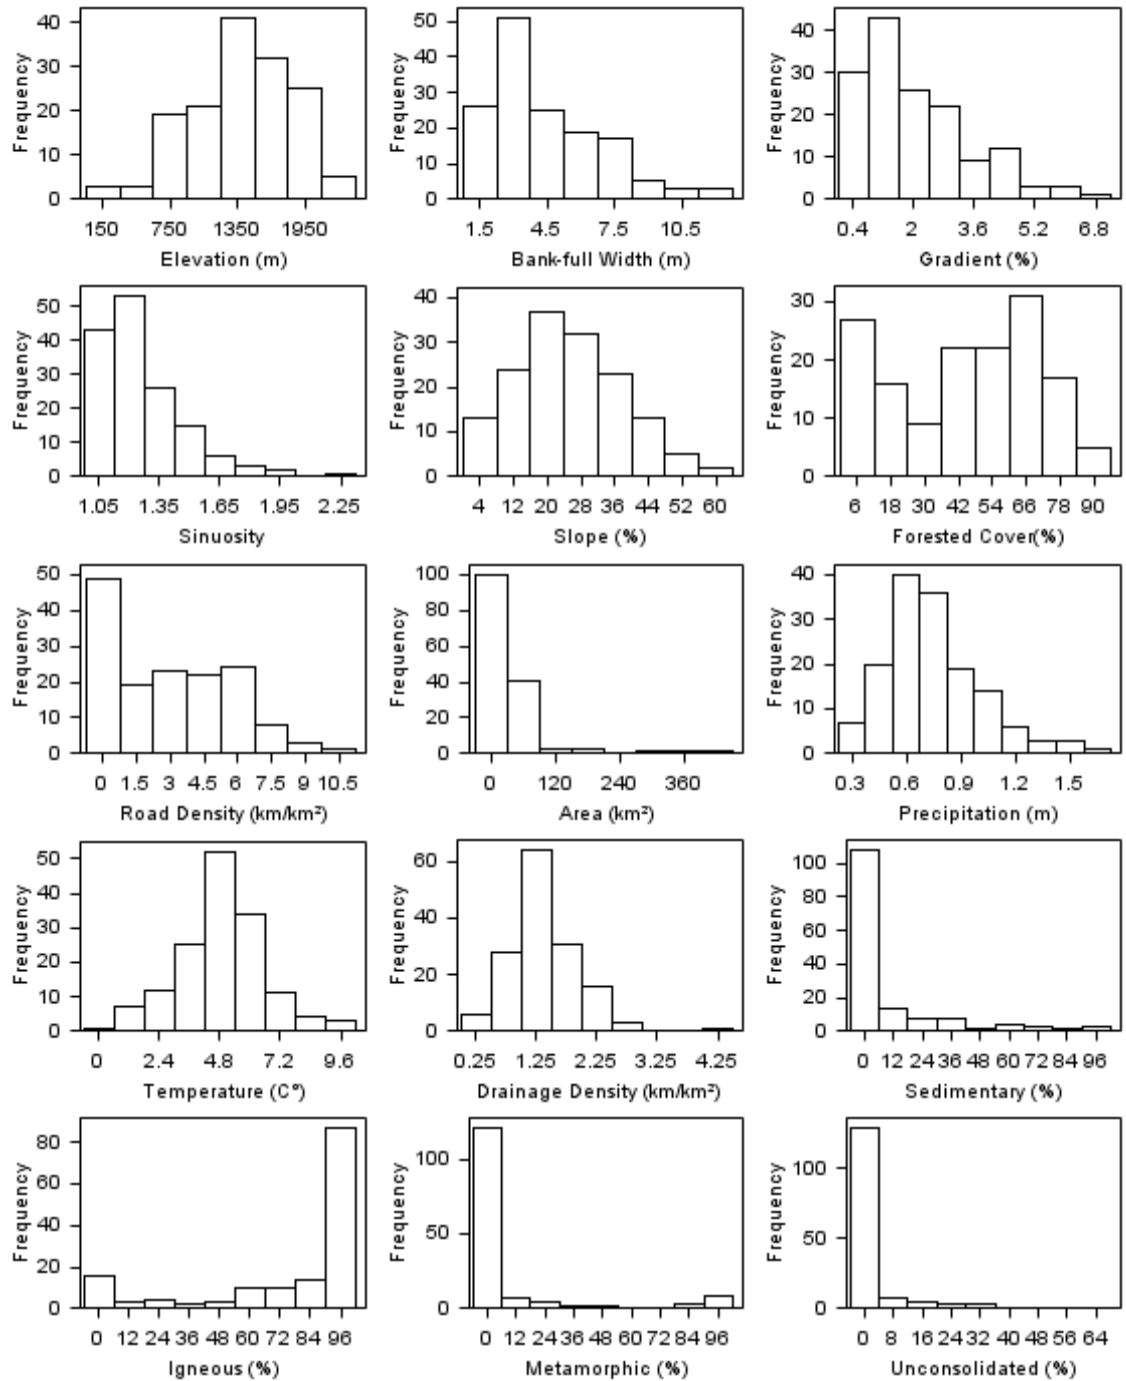 Frequency
40
30
20
10
0
150 750 1350 1950
Elevation (m)
Frequency
50
40
30
20
10
0
1.5 4.5 7.5 10.5
Bank-full Width (m)
Frequency
40
30
20
10
0
0.4 2 3.6 5.2 6.8
Gradient (%)
Frequency
50
40
30
20
10
0
1.05 1.35 1.65 1.95 2.25
Sinuosity
Frequency
40
30
20
10
0
4 12 20 28 36 44 52 60
Slope (%)
Frequency
30
20
10
0
6 18 30 42 54 66 78 90
Forested Cover(%)
Frequency
50
40
30
20
10
0
0 1.5 3 4.5 6 7.5 9 10.5
Road Density (km/km²)
Frequency
100
80
60
40
20
0
0 120 240 360
Area (km²)
Frequency
40
30
20
10
0
0.3 0.6 0.9 1.2 1.5
Precipitation (m)
Frequency
50
40
30
20
10
0
0 2.4 4.8 7.2 9.6
Temperature (C°)
Frequency
60
40
20
0
0.25 1.25 2.25 3.25 4.25
Drainage Density (km/km²)
Frequency
100
80
60
40
20
0
0 12 24 36 48 60 72 84 96
Sedimentary (%)
Frequency
80
60
40
20
0
0 12 24 36 48 60 72 84 96
Igneous (%)
Frequency
100
50
0
0 12 24 36 48 60 72 84 96
Metamorphic (%)
Frequency
100
50
0
0 8 16 24 32 40 48 56 64
Unconsolidated (%)